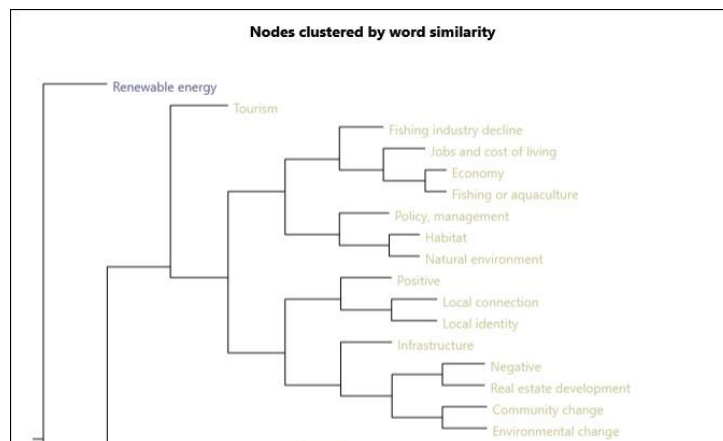 Nodes clustered by word similarity
Renewable energy
Tourism
Fishing industry decline
Jobs and cost of living
Economy
Fishing or aquaculture
Policy, management
Habitat
Natural environment
Positive
Local connection
Local identity
Infrastructure
Negative
Real estate development
Community change
Environmental change